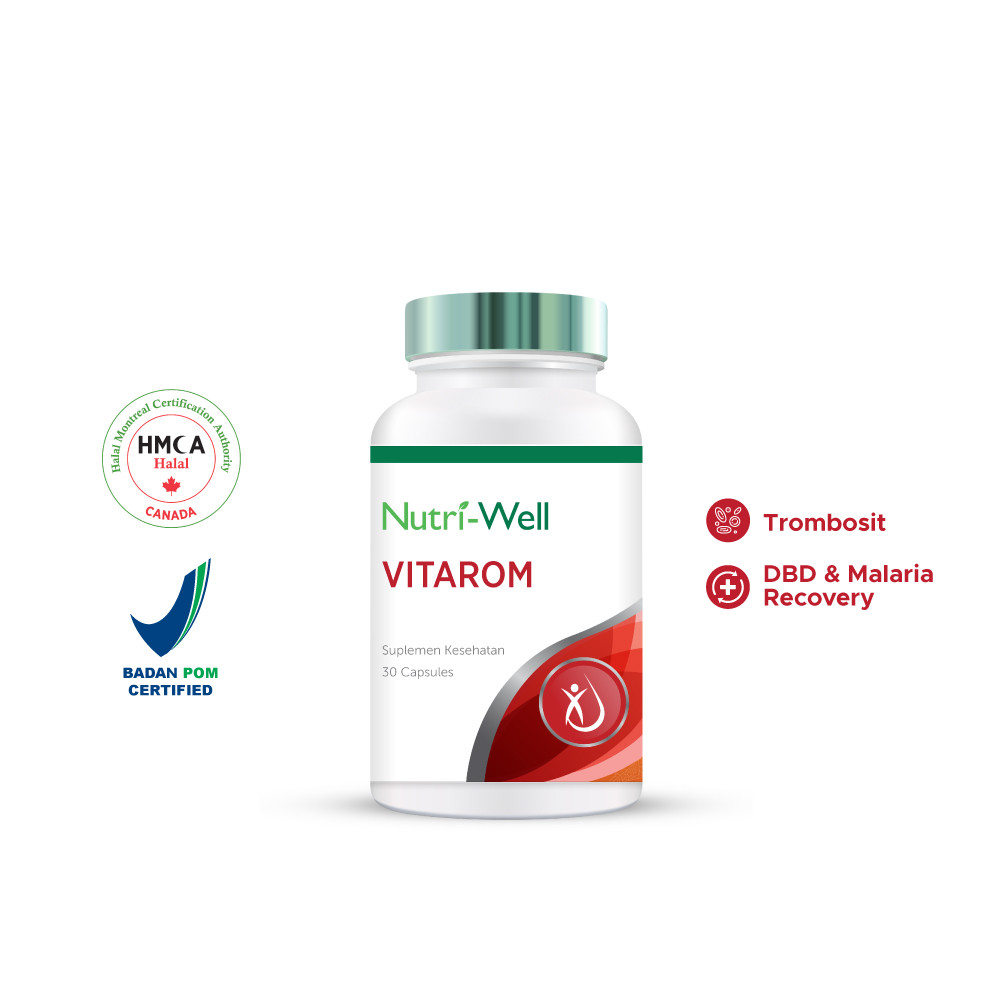 Halal Montreal Certification Authority
HMCA
Halal
CANADA
BADAN POM
CERTIFIED
Nutri-Well
VITAROM
Suplemen Kesehatan
30 Capsules
Trombosit
DBD & Malaria
Recovery